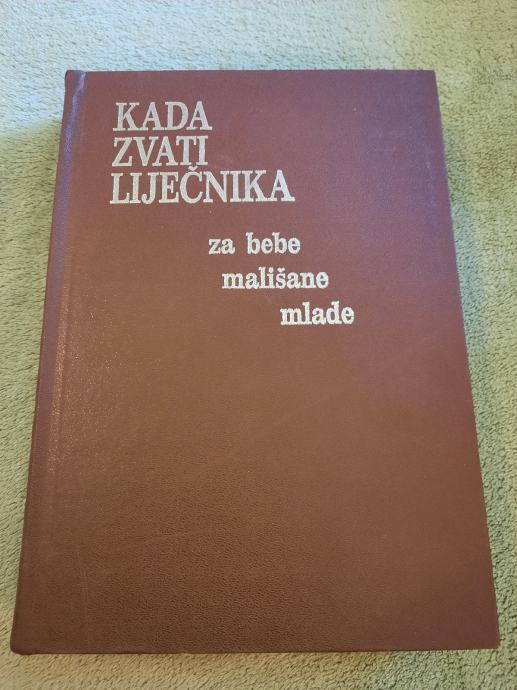 KADA
ZVATI
LIJEČNIKA
za bebe
mališane
mlade